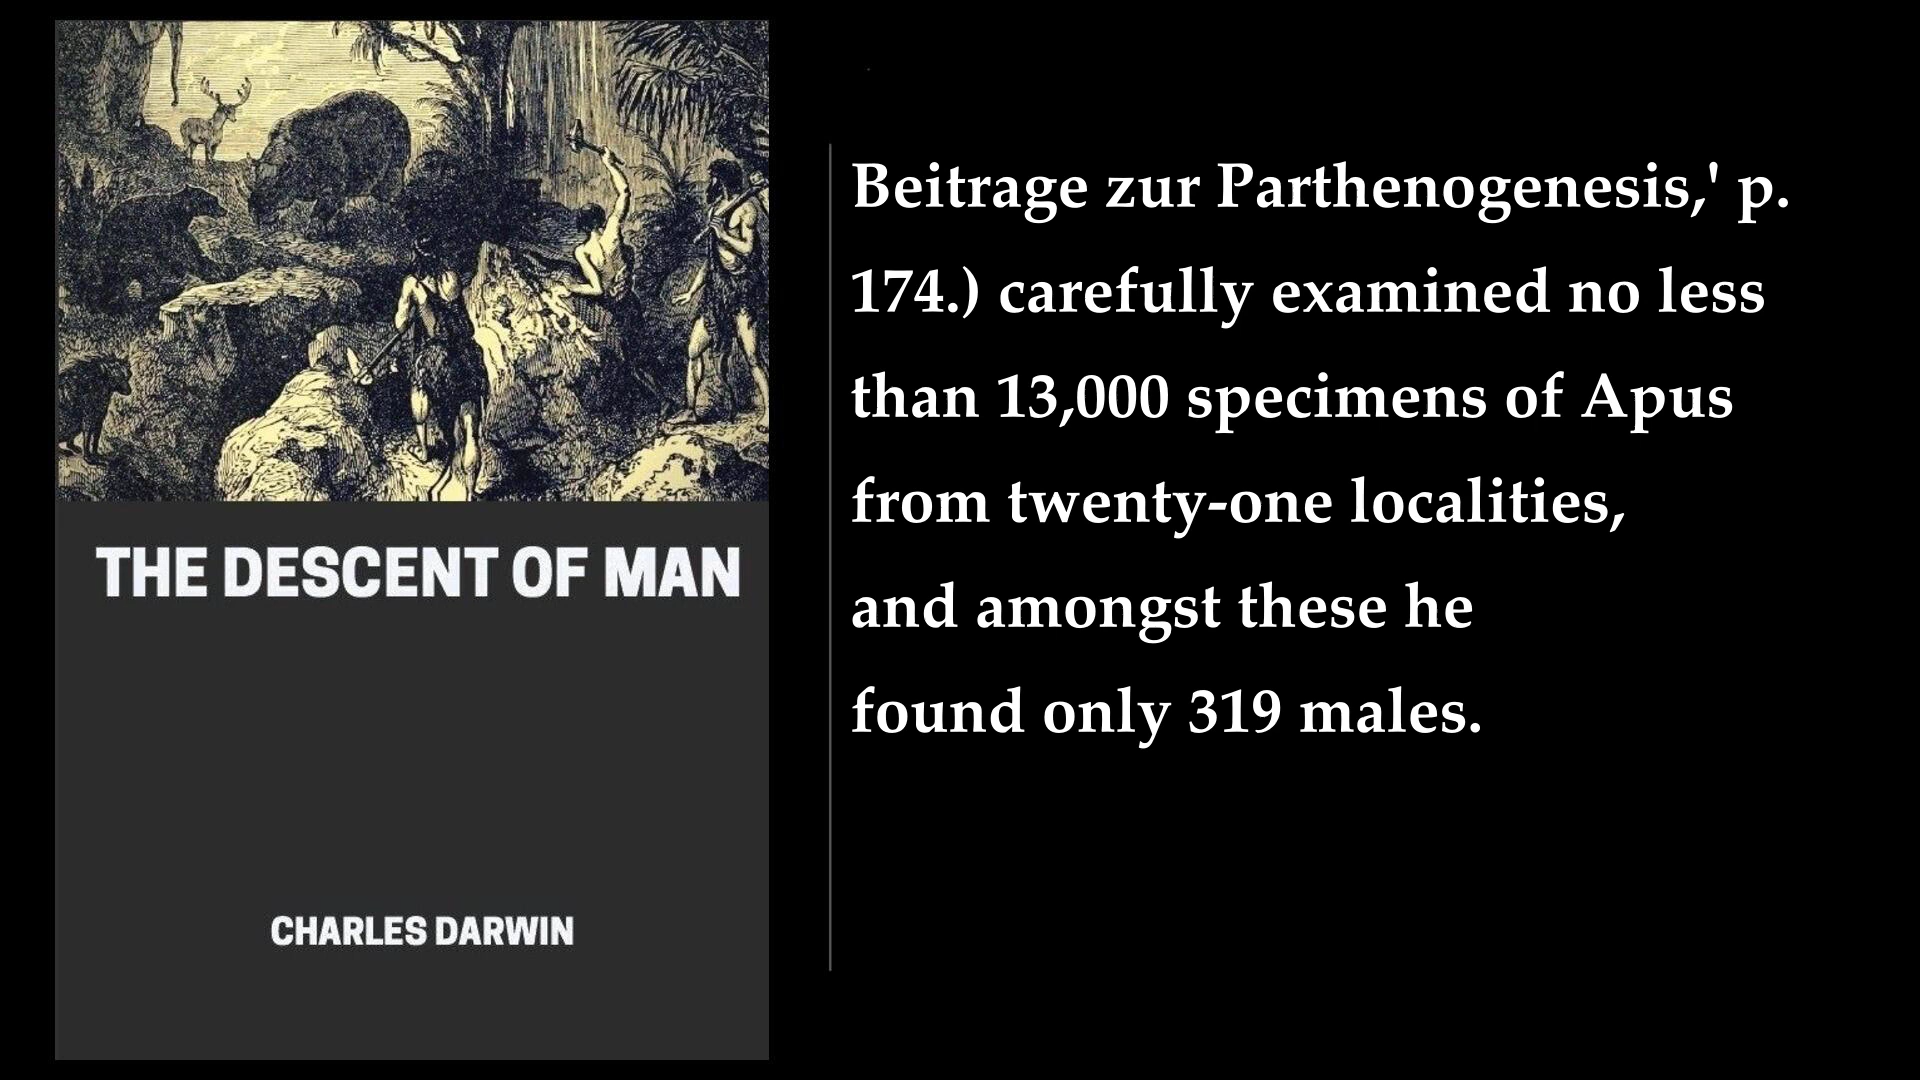 THE DESCENT OF MAN
CHARLES DARWIN
Beitrage zur Parthenogenesis,' p.
174.) carefully examined no less
than 13,000 specimens of Apus
from twenty-one localities,
and amongst these he
found only 319 males.